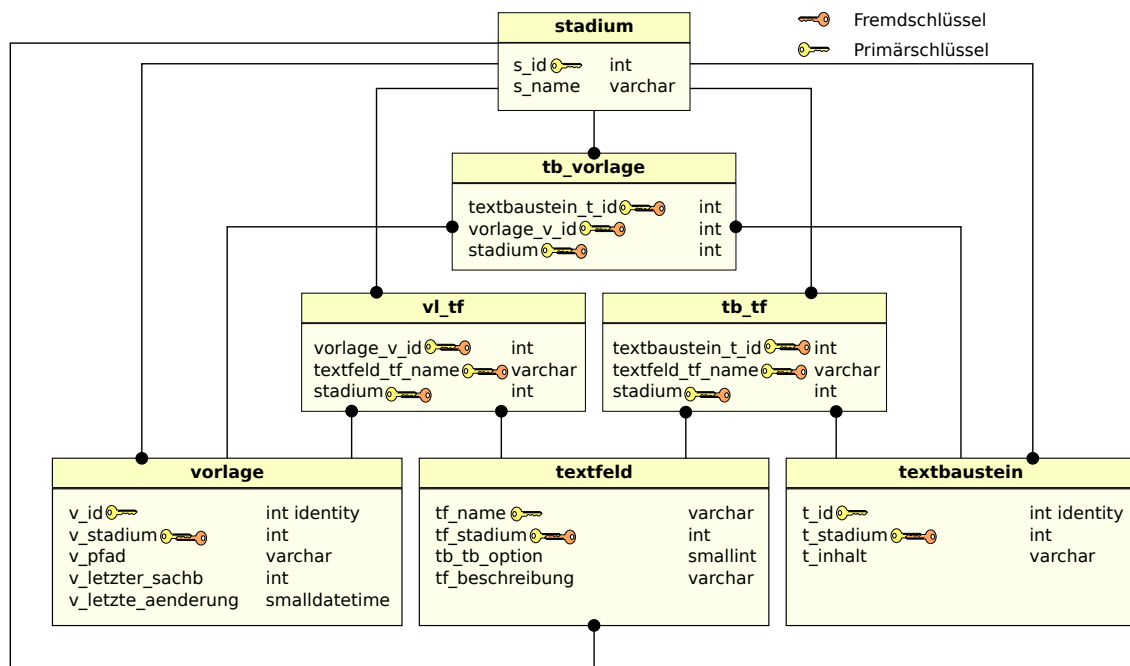 stadium
s_id int
s_name varchar
Fremdschlüssel
Primärschlüssel
tb_vorlage
textbaustein_t_id int
vorlage_v_id int
stadium int
vl_tf
vorlage_v_id int
textfeld_tf_name varchar
stadium int
tb_tf
textbaustein_t_id int
textfeld_tf_name varchar
stadium int
vorlage
v_id int identity
v_stadium int
v_pfad varchar
v_letzter_sachb int
v_letzte_aenderung smalldatetime
textfeld
tf_name varchar
tf_stadium int
tb_tb_option smallint
tf_beschreibung varchar
textbaustein
t_id int identity
t_stadium int
t_inhalt varchar